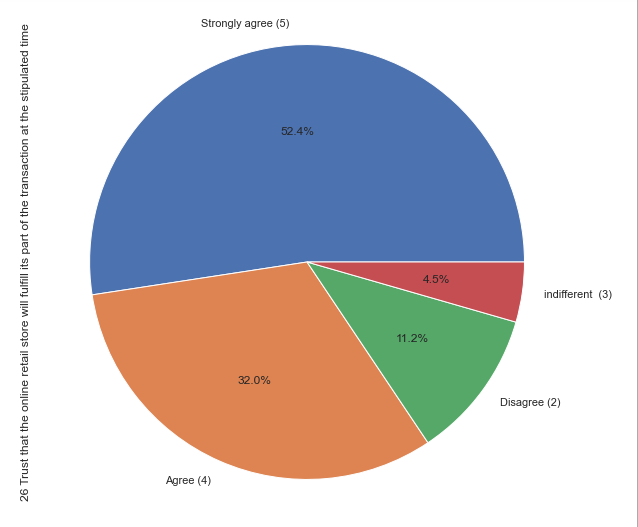 26 Trust that the online retail store will fulfill its part of the transaction at the stipulated time
Strongly agree (5)
52.4%
4.5%
indifferent  (3)
11.2%
32.0%
Disagree (2)
Agree (4)